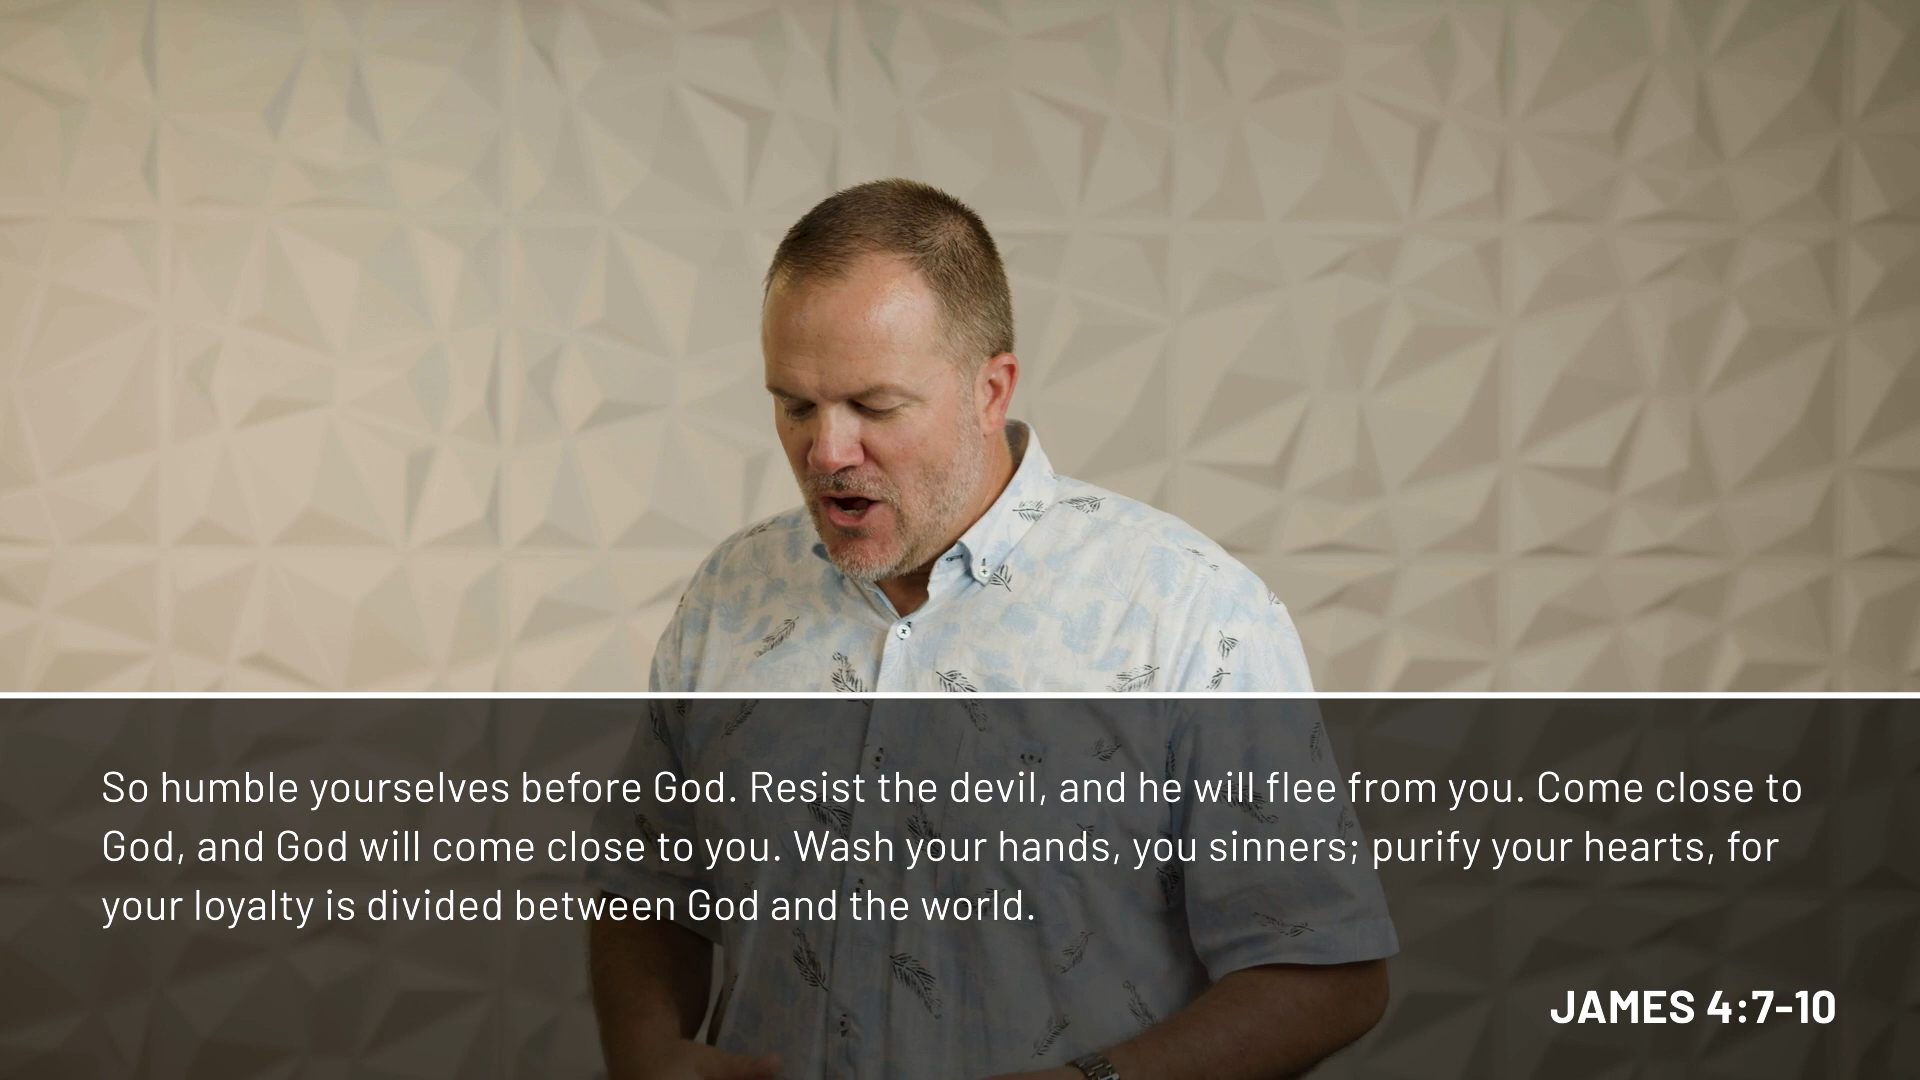 So humble yourselves before God. Resist the devil, and he will flee from you. Come close to
God, and God will come close to you. Wash your hands, you sinners; purify your hearts, for
your loyalty is divided between God and the world.
JAMES 4:7-10